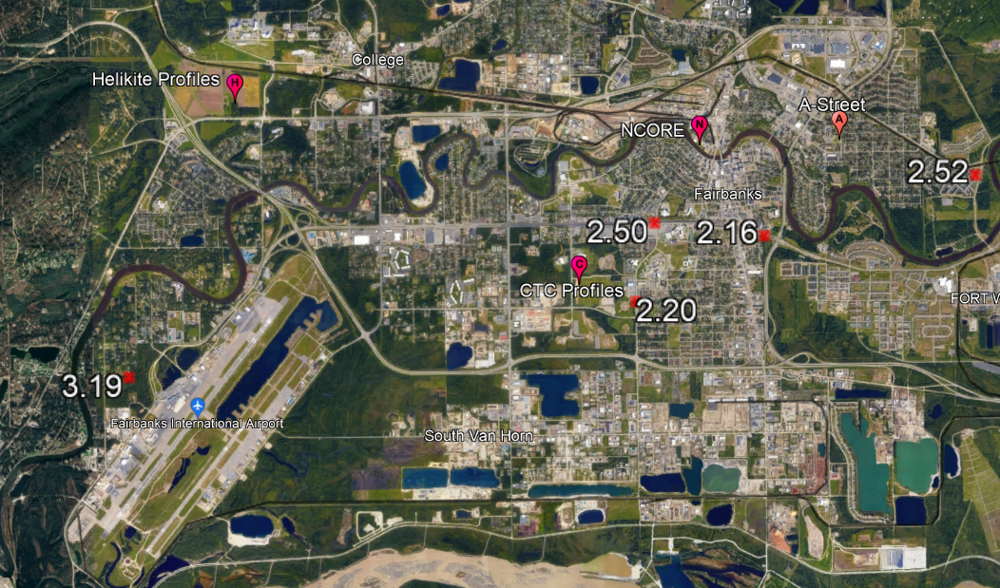 College
Helikite Profiles
H
A-Street
A
NCORE
N
2.52
Fairbanks
2.50
2.16
C
CTC Profiles
FORT W
2.20
3.19
Fairbanks International Airport
South Van Horn